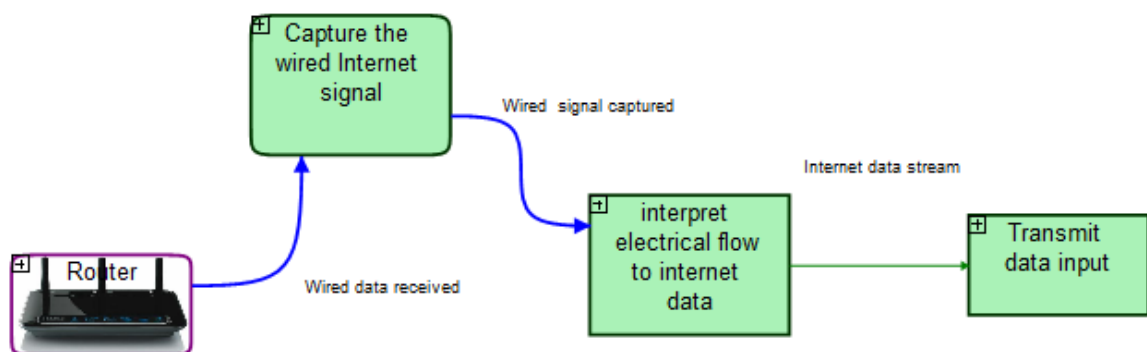 Capture the
wired Internet
signal
Wired signal captured
Internet data stream
interpret
electrical flow
to internet
data
Transmit
data input
Router
Wired data received